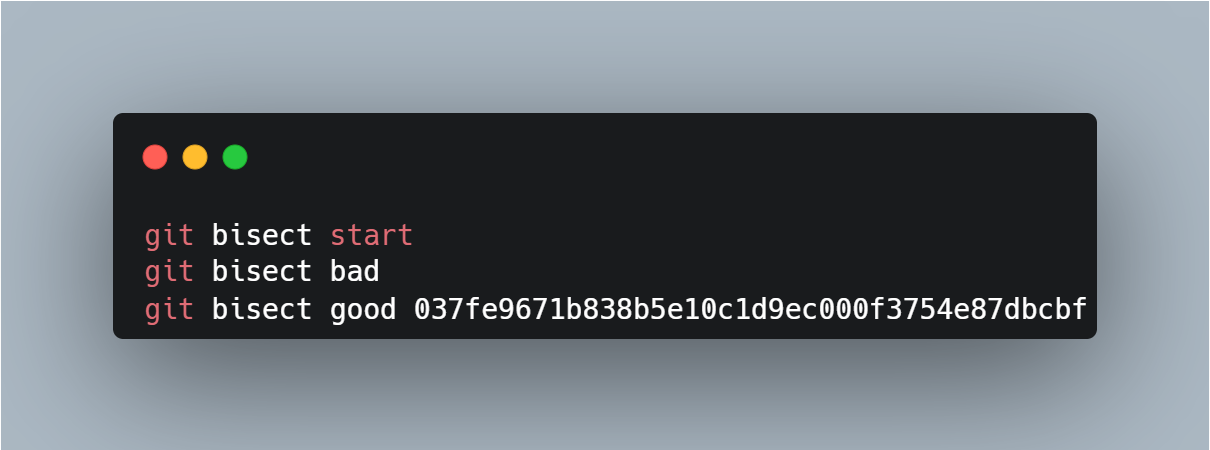 git bisect start
git bisect bad
git bisect good 037fe9671b838b5e10c1d9ec000f3754e87dbcbf